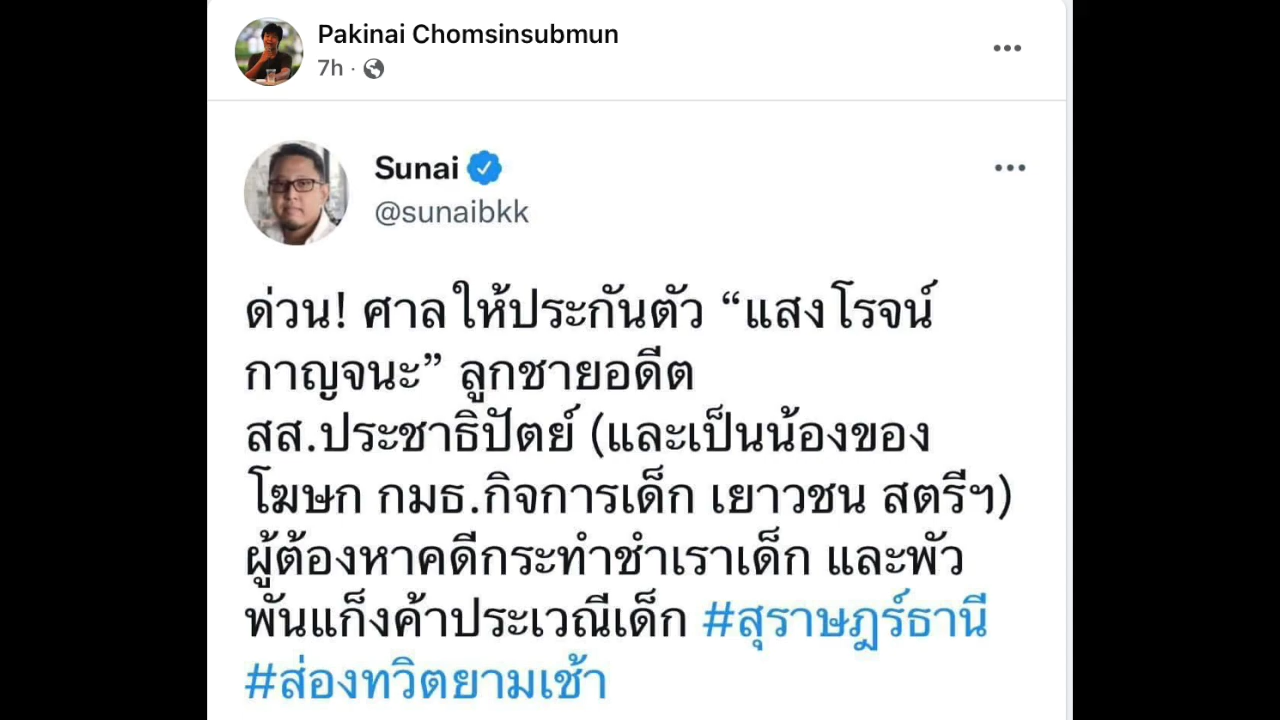 Pakinai Chomsinsubmun
7h ·
Sunai
@sunaibkk
ด่วน! ศาลให้ประกันตัว “แสงโรจน์
กาญจนะ” ลูกชายอดีต
สส.ประชาธิปัตย์ (และเป็นน้องของ
โฆษก กมธ.กิจการเด็ก เยาวชน สตรีฯ)
ผู้ต้องหาคดีกระทำชำเราเด็ก และพัว
พันแก็งค้าประเวณีเด็ก #สุราษฎร์ธานี
#ส่องทวิตยามเช้า